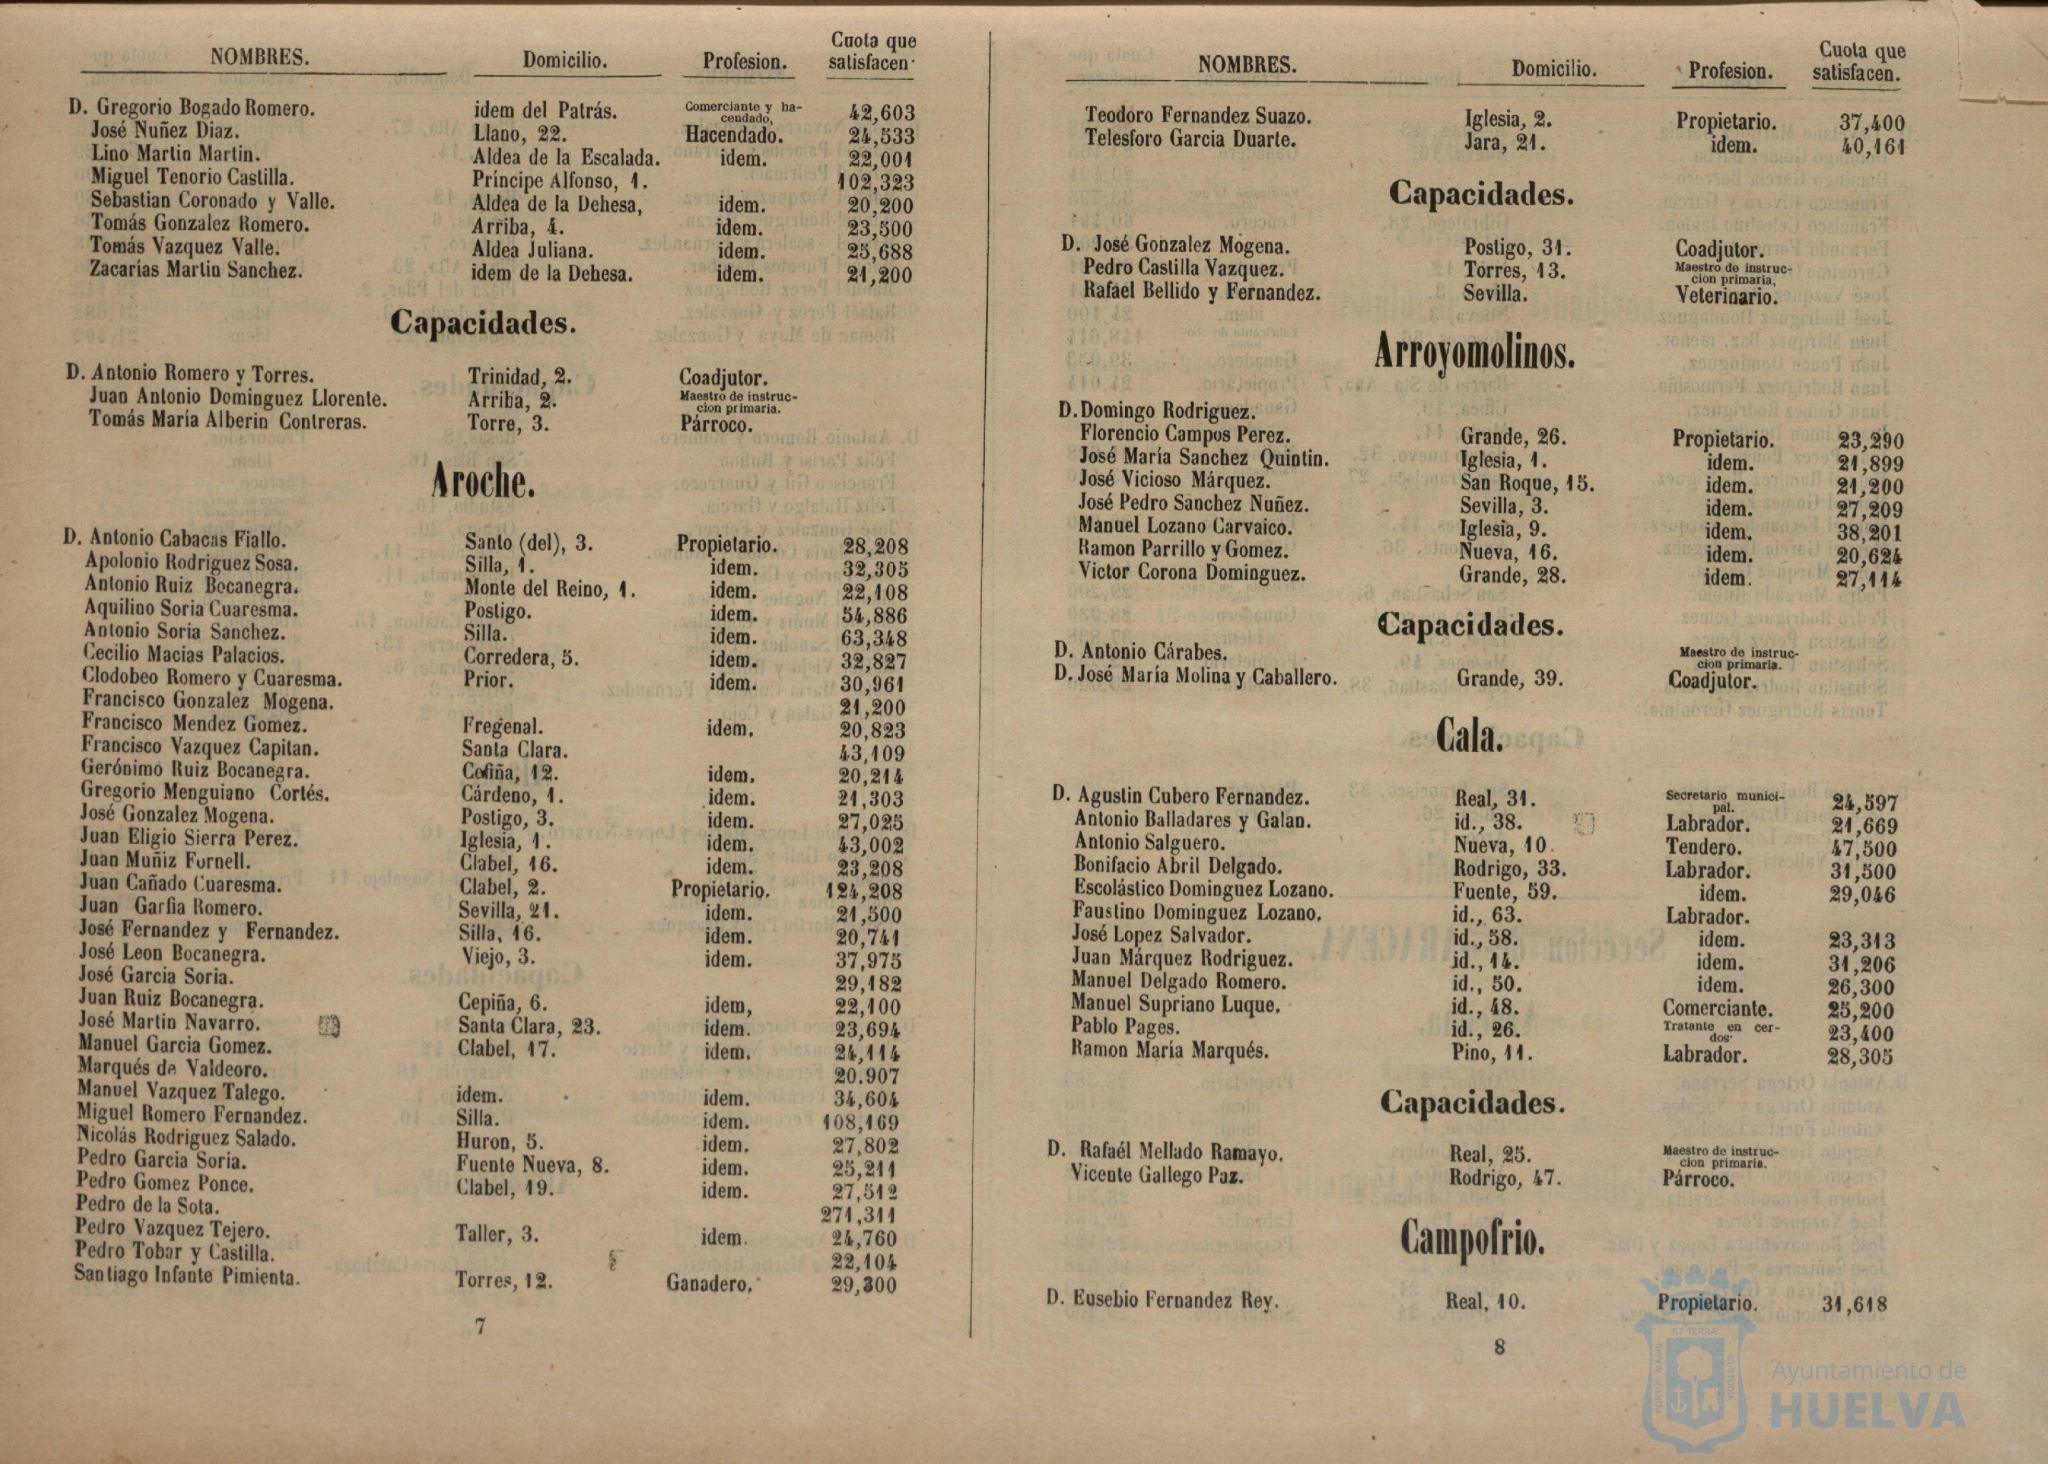 NOMBRES. Domicilio. Profesion. Cuota que satisfacen.
D. Gregorio Bogado Romero. idem del Patrás. Comerciante y hacendado, 42,603
José Nuñez Diaz. Llano, 22. Hacendado. 24,533
Lino Martin Martin. Aldea de la Escalada. idem. 22,001
Miguel Tenorio Castilla. Príncipe Alfonso, 1. 102,323
Sebastian Coronado y Valle. Aldea de la Dehesa, idem. 20,200
Tomás Gonzalez Romero. Arriba, 4. idem. 23,500
Tomás Vazquez Valle. Aldea Juliana. idem. 25,688
Zacarías Martin Sanchez. idem de la Dehesa. idem. 21,200
Capacidades.
D. Antonio Romero y Torres. Trinidad, 2. Coadjutor.
Juan Antonio Dominguez Llorente. Arriba, 2. Maestro de instruccion primaria.
Tomás María Alberin Contreras. Torre, 3. Párroco.
Aroche.
D. Antonio Cabacas Fiallo. Santo (del), 3. Propietario. 28,208
Apolonio Rodriguez Sosa. Silla, 1. idem. 32,305
Antonio Ruiz Bocanegra. Monte del Reino, 1. idem. 22,108
Aquilino Soria Cuaresma. Postigo. idem. 54,886
Antonio Soria Sanchez. Silla. idem. 63,348
Cecilio Macias Palacios. Corredera, 5. idem. 32,827
Clodobeo Romero y Cuaresma. Prior. idem. 30,961
Francisco Gonzalez Mogena. 21,200
Francisco Mendez Gomez. Fregenal. idem. 20,823
Francisco Vazquez Capitan. Santa Clara. 43,109
Gerónimo Ruiz Bocanegra. Cefiña, 12. idem. 20,214
Gregorio Menguiano Cortés. Cárdeno, 1. idem. 21,303
José Gonzalez Mogena. Postigo, 3. idem. 27,025
Juan Eligio Sierra Perez. Iglesia, 1. idem. 43,002
Juan Muñiz Fornell. Clabel, 16. idem. 23,208
Juan Cañado Cuaresma. Clabel, 2. Propietario. 124,208
Juan Garfia Romero. Sevilla, 21. idem. 21,500
José Fernandez y Fernandez. Silla, 16. idem. 20,741
José Leon Bocanegra. Viejo, 3. idem. 37,975
José Garcia Soria. 29,182
Juan Ruiz Bocanegra. Cepiña, 6. idem, 22,100
José Martin Navarro. Santa Clara, 23. idem. 23,694
Manuel Garcia Gomez. Clabel, 17. idem. 24,114
Marqués de Valdeoro. 20.907
Manuel Vazquez Talego. idem. idem. 34,604
Miguel Romero Fernandez. Silla. idem. 108,169
Nicolás Rodriguez Salado. Huron, 5. idem. 27,802
Pedro Garcia Soria. Fuente Nueva, 8. idem. 25,211
Pedro Gomez Ponce. Clabel, 19. idem. 27,512
Pedro de la Sota. 271,311
Pedro Vazquez Tejero. Taller, 3. idem. 24,760
Pedro Tobar y Castilla. 22,104
Santiago Infante Pimienta. Torres, 12. Ganadero. 29,300
7
NOMBRES. Domicilio. Profesion. Cuota que satisfacen.
Teodoro Fernandez Suazo. Iglesia, 2. Propietario. 37,400
Telesforo Garcia Duarte. Jara, 21. idem. 40,161
Capacidades.
D. José Gonzalez Mogena. Postigo, 31. Coadjutor.
Pedro Castilla Vazquez. Torres, 13. Maestro de instruccion primaria,
Rafael Bellido y Fernandez. Sevilla. Veterinario.
Arroyomolinos.
D. Domingo Rodriguez.
Florencio Campos Perez. Grande, 26. Propietario. 23,290
José María Sanchez Quintin. Iglesia, 1. idem. 21,899
José Vicioso Márquez. San Roque, 15. idem. 21,200
José Pedro Sanchez Nuñez. Sevilla, 3. idem. 27,209
Manuel Lozano Carvaico. Iglesia, 9. idem. 38,201
Ramon Parrillo y Gomez. Nueva, 16. idem. 20,624
Victor Corona Dominguez. Grande, 28. idem. 27,114
Capacidades.
D. Antonio Cárabes. Maestro de instruccion primaria.
D. José María Molina y Caballero. Grande, 39. Coadjutor.
Cala.
D. Agustin Cubero Fernandez. Real, 31. Secretario municipal. 24,597
Antonio Balladares y Galan. id., 38. Labrador. 21,669
Antonio Salguero. Nueva, 10. Tendero. 47,500
Bonifacio Abril Delgado. Rodrigo, 33. Labrador. 31,500
Escolástico Dominguez Lozano. Fuente, 59. idem. 29,046
Faustino Dominguez Lozano. id., 63. Labrador.
José Lopez Salvador. id., 58. idem. 23,313
Juan Márquez Rodriguez. id., 14. idem. 31,206
Manuel Delgado Romero. id., 50. idem. 26,300
Manuel Supriano Luque. id., 48. Comerciante. 25,200
Pablo Pages. id., 26. Tratante en cerdos. 23,400
Ramon María Marqués. Pino, 11. Labrador. 28,305
Capacidades.
D. Rafaél Mellado Ramayo. Real, 25. Maestro de instruccion primaria.
Vicente Gallego Paz. Rodrigo, 47. Párroco.
Campofrio.
D. Eusebio Fernandez Rey. Real, 10. Propietario. 31,618
8
Ayuntamiento de
HUELVA